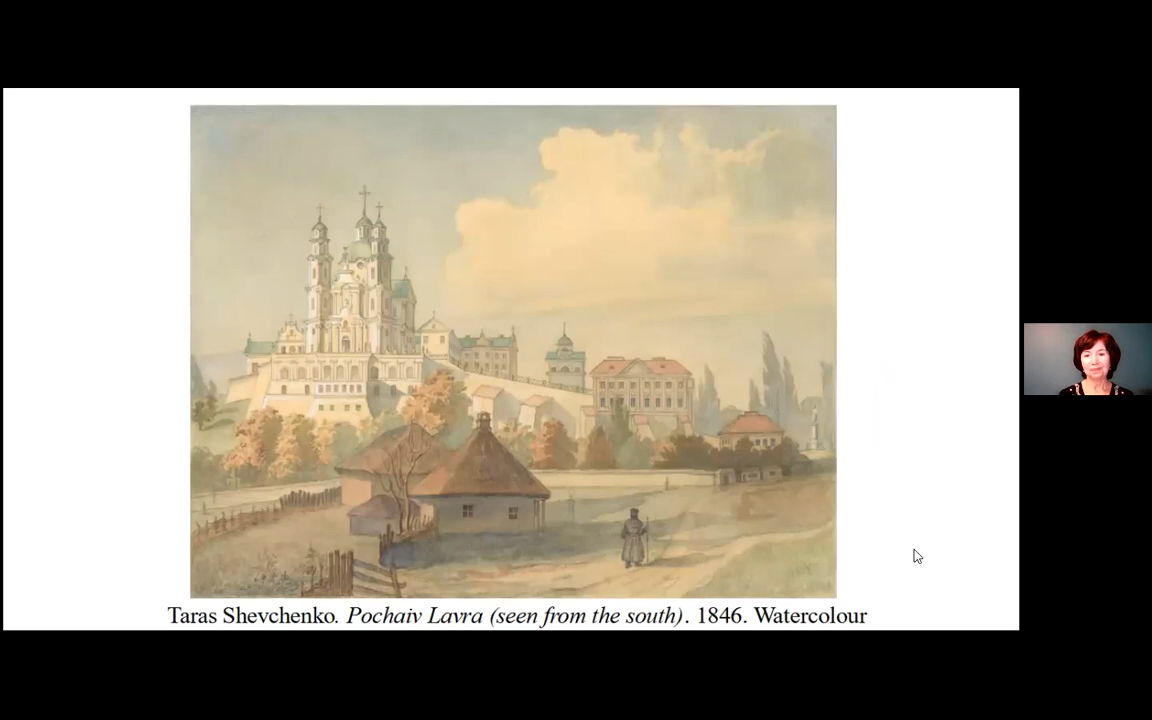 Taras Shevchenko. Pochaiv Lavra (seen from the south). 1846. Watercolour